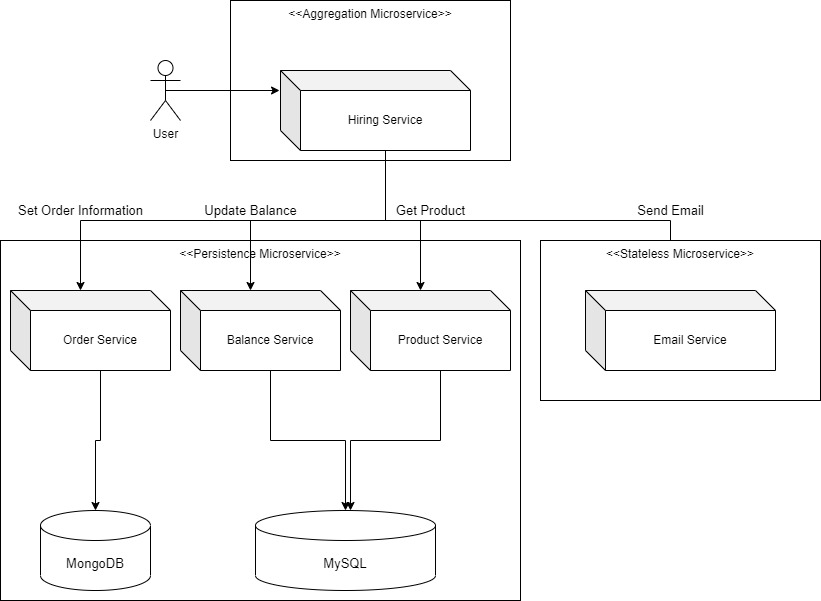 <<Aggregation Microservice>>
Hiring Service
User
Set Order Information
Update Balance
Get Product
Send Email
<<Persistence Microservice>>
<<Stateless Microservice>>
Order Service
Balance Service
Product Service
Email Service
MongoDB
MySQL